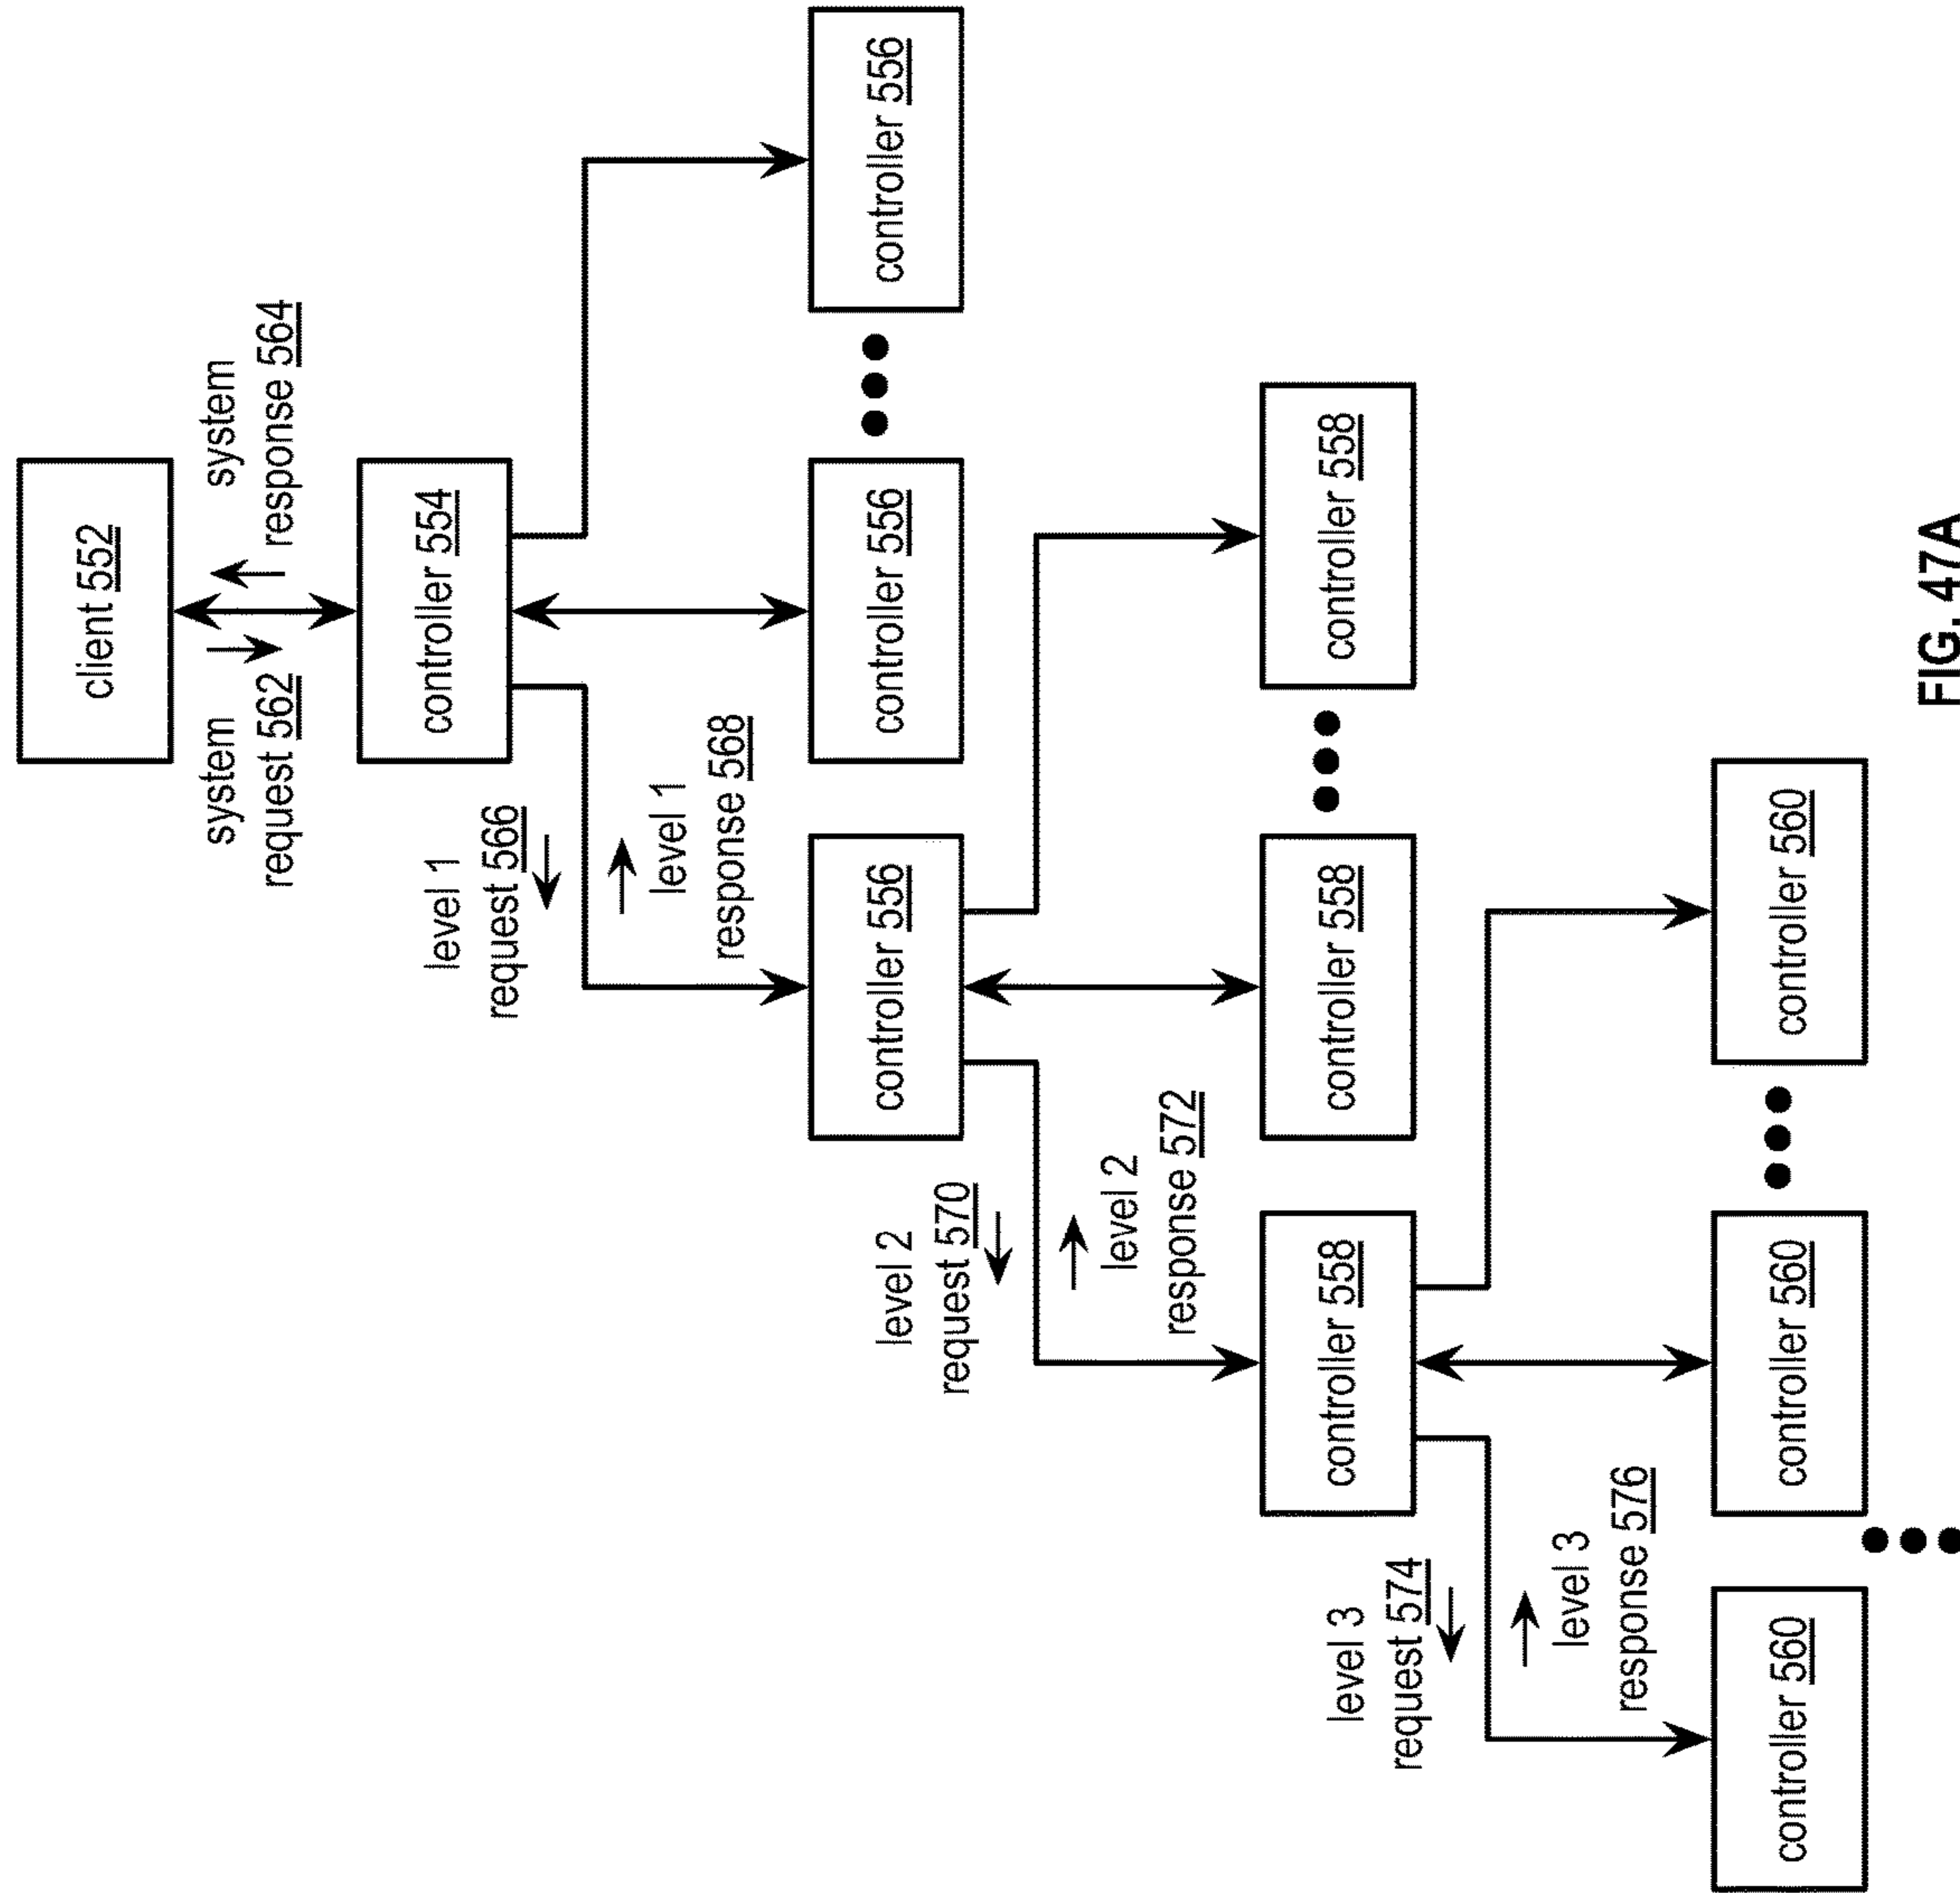 client 552
system
request 562
system
response 564
controller 554
level 1
request 566
level 1
response 568
controller 556
controller 556
controller 556
level 2
request 570
level 2
response 572
controller 558
controller 558
controller 558
level 3
request 574
level 3
response 576
controller 560
controller 560
controller 560
FIG. 47A